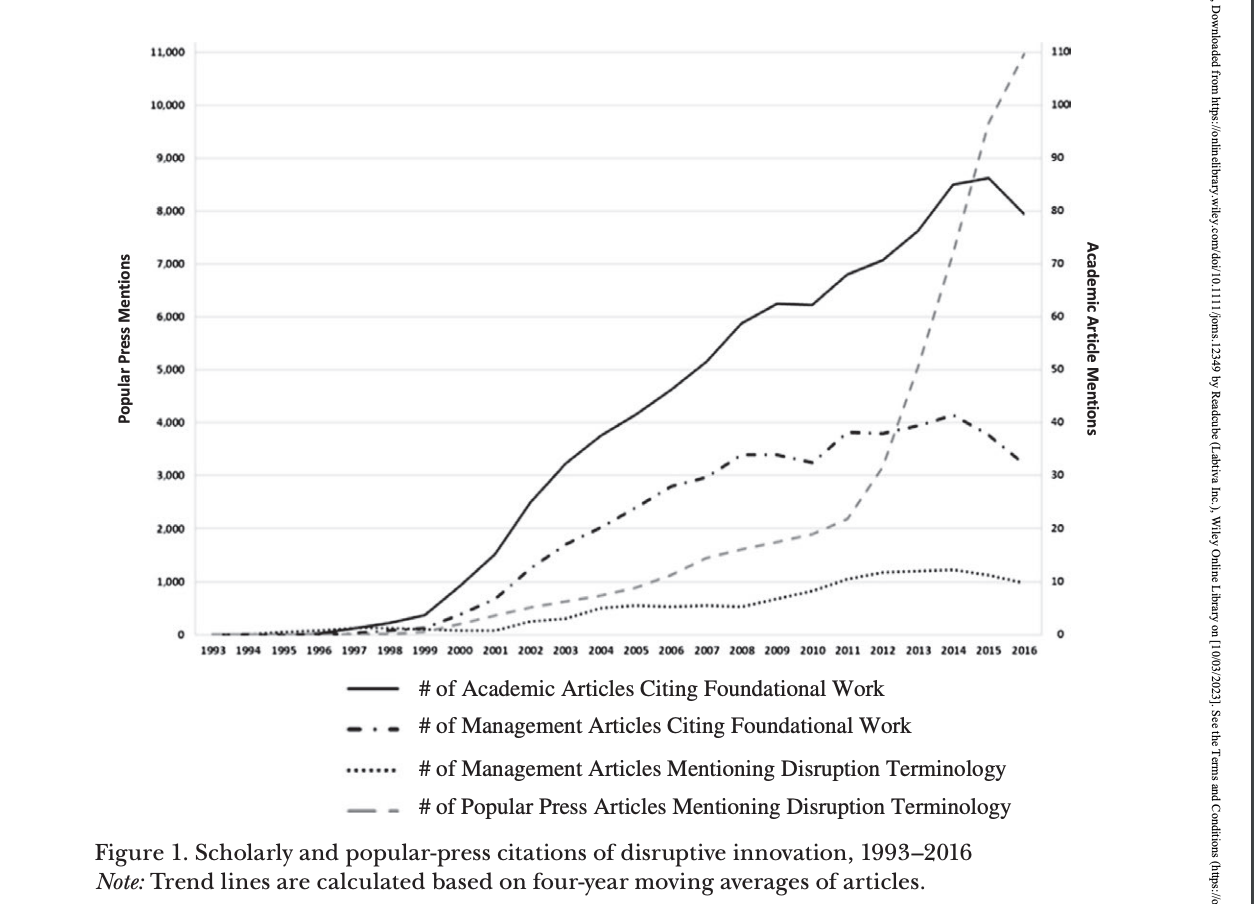 11,000
10,000
9,000
8,000
7,000
6,000
5,000
4,000
3,000
2,000
1,000
0
Popular Press Mentions
110
100
90
80
70
60
50
40
30
20
10
0
Academic Article Mentions
1993 1994 1995 1996 1997 1998 1999 2000 2001 2002 2003 2004 2005 2006 2007 2008 2009 2010 2011 2012 2013 2014 2015 2016
# of Academic Articles Citing Foundational Work
# of Management Articles Citing Foundational Work
# of Management Articles Mentioning Disruption Terminology
# of Popular Press Articles Mentioning Disruption Terminology
Figure 1. Scholarly and popular-press citations of disruptive innovation, 1993–2016
Note: Trend lines are calculated based on four-year moving averages of articles.
, Downloaded from https://onlinelibrary.wiley.com/doi/10.1111/joms.12349 by Readcube (Labtiva Inc.), Wiley Online Library on [10/03/2023]. See the Terms and Conditions (https://o